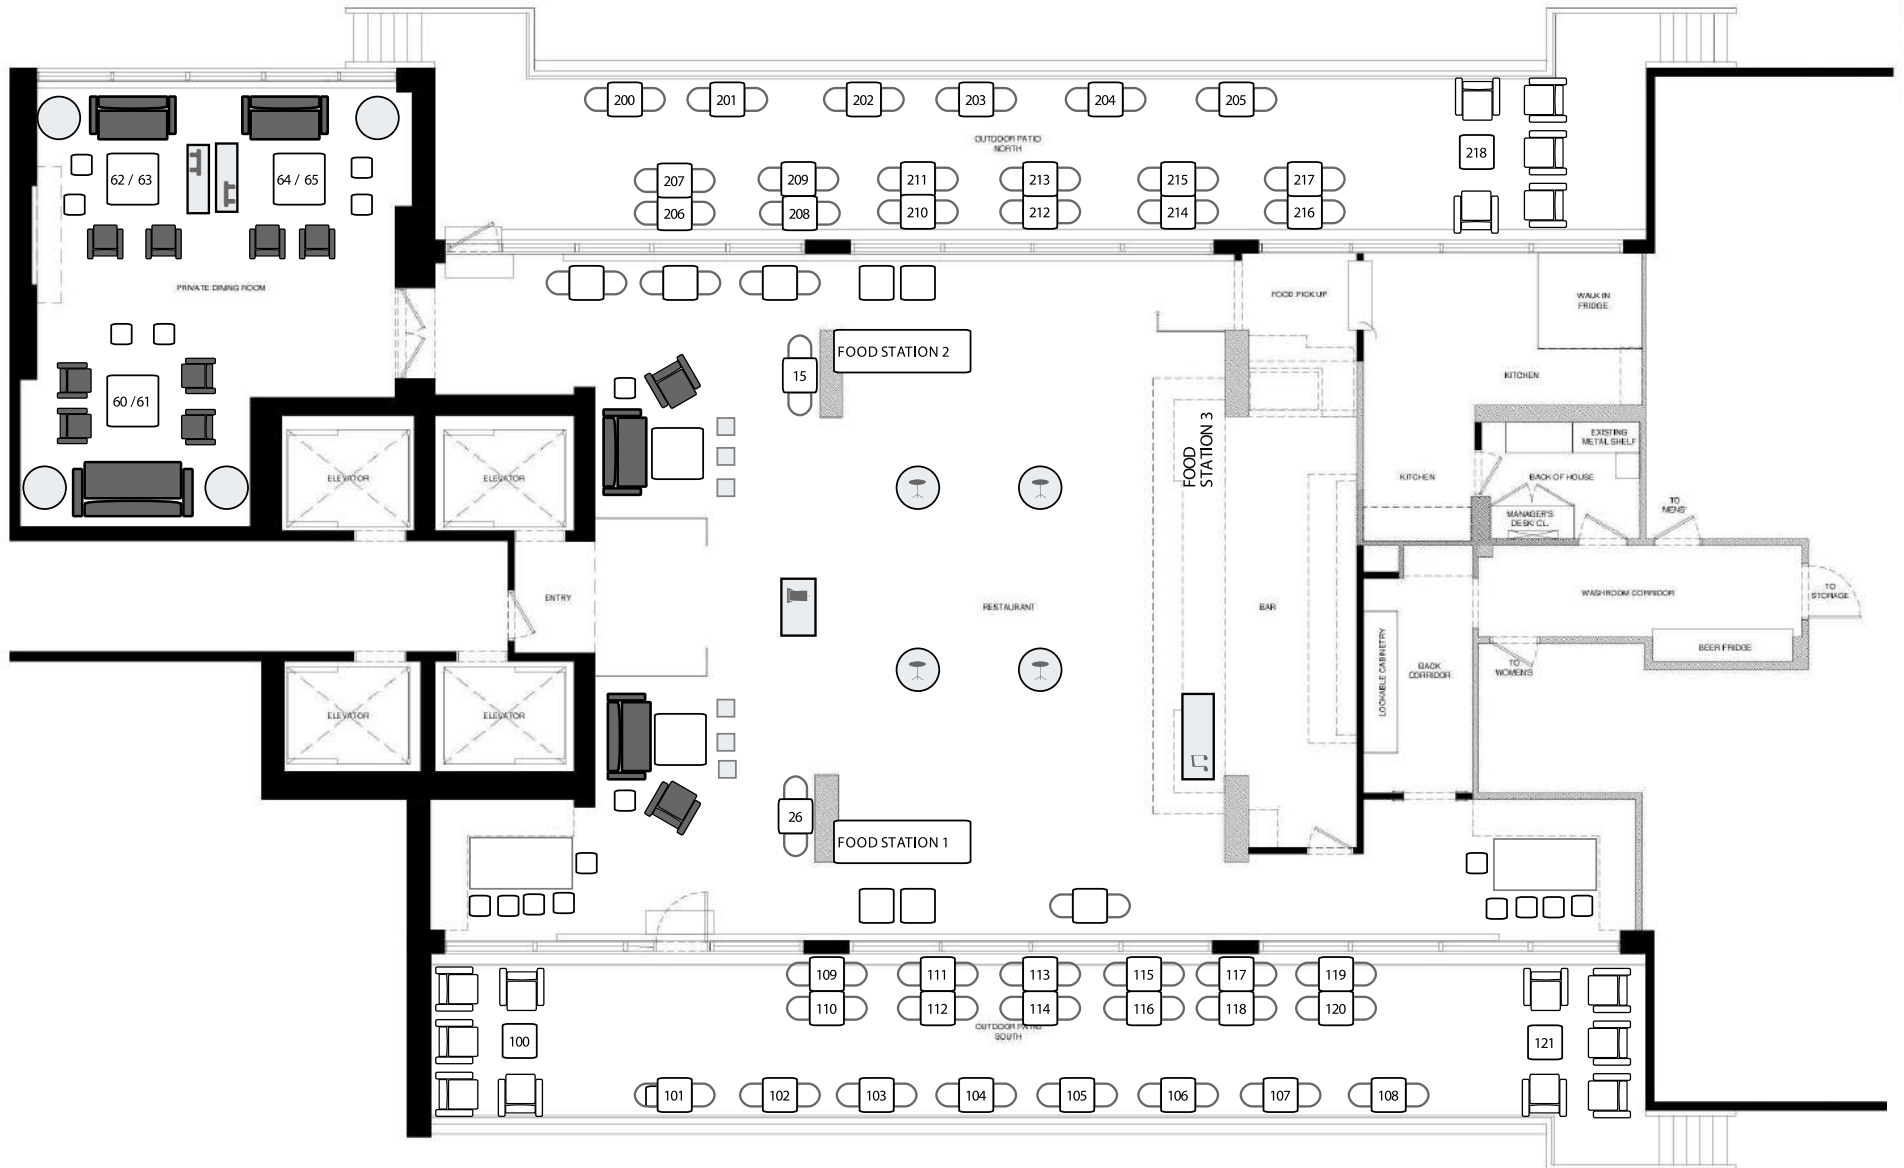 200
201
202
203
204
205
OUTDOOR PATIO
NORTH
218
62 / 63
64 / 65
207
209
211
213
215
217
206
208
210
212
214
216
PRIVATE DINING ROOM
FOOD PICK UP
WALK IN
FRIDGE
FOOD STATION 2
15
KITCHEN
60 /61
FOOD
STATION 3
EXISTING
METAL SHELF
ELEVATOR
ELEVATOR
KITCHEN
BACK OF HOUSE
MANAGER'S
DESK/CL.
TO
MENS'
ENTRY
RESTAURANT
BAR
WASHROOM CORRIDOR
TO
STORAGE
LOCKABLE CABINETRY
BACK
CORRIDOR
TO
WOMEN'S
BEER FRIDGE
ELEVATOR
ELEVATOR
26
FOOD STATION 1
109
111
113
115
117
119
110
112
114
116
118
120
OUTDOOR PATIO
SOUTH
100
121
101
102
103
104
105
106
107
108